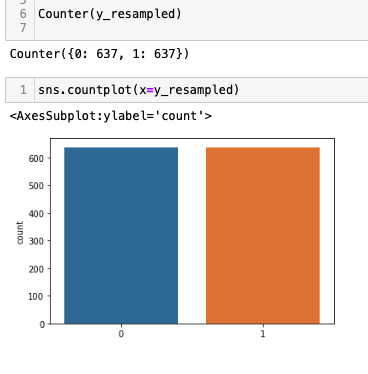 6 Counter(y_resampled)
7
Counter({0: 637, 1: 637})
1 sns.countplot(x=y_resampled)
<AxesSubplot:ylabel='count'>
600
500
400
300
200
100
0
count
0 1